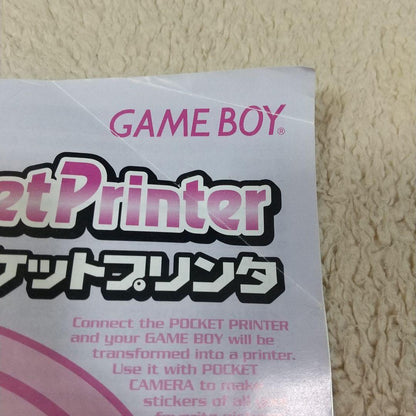 GAME BOY®
etPrinter
ケットプリンタ
Connect the POCKET PRINTER
and your GAME BOY will be
transformed into a printer.
Use it with POCKET
CAMERA to make
stickers of all